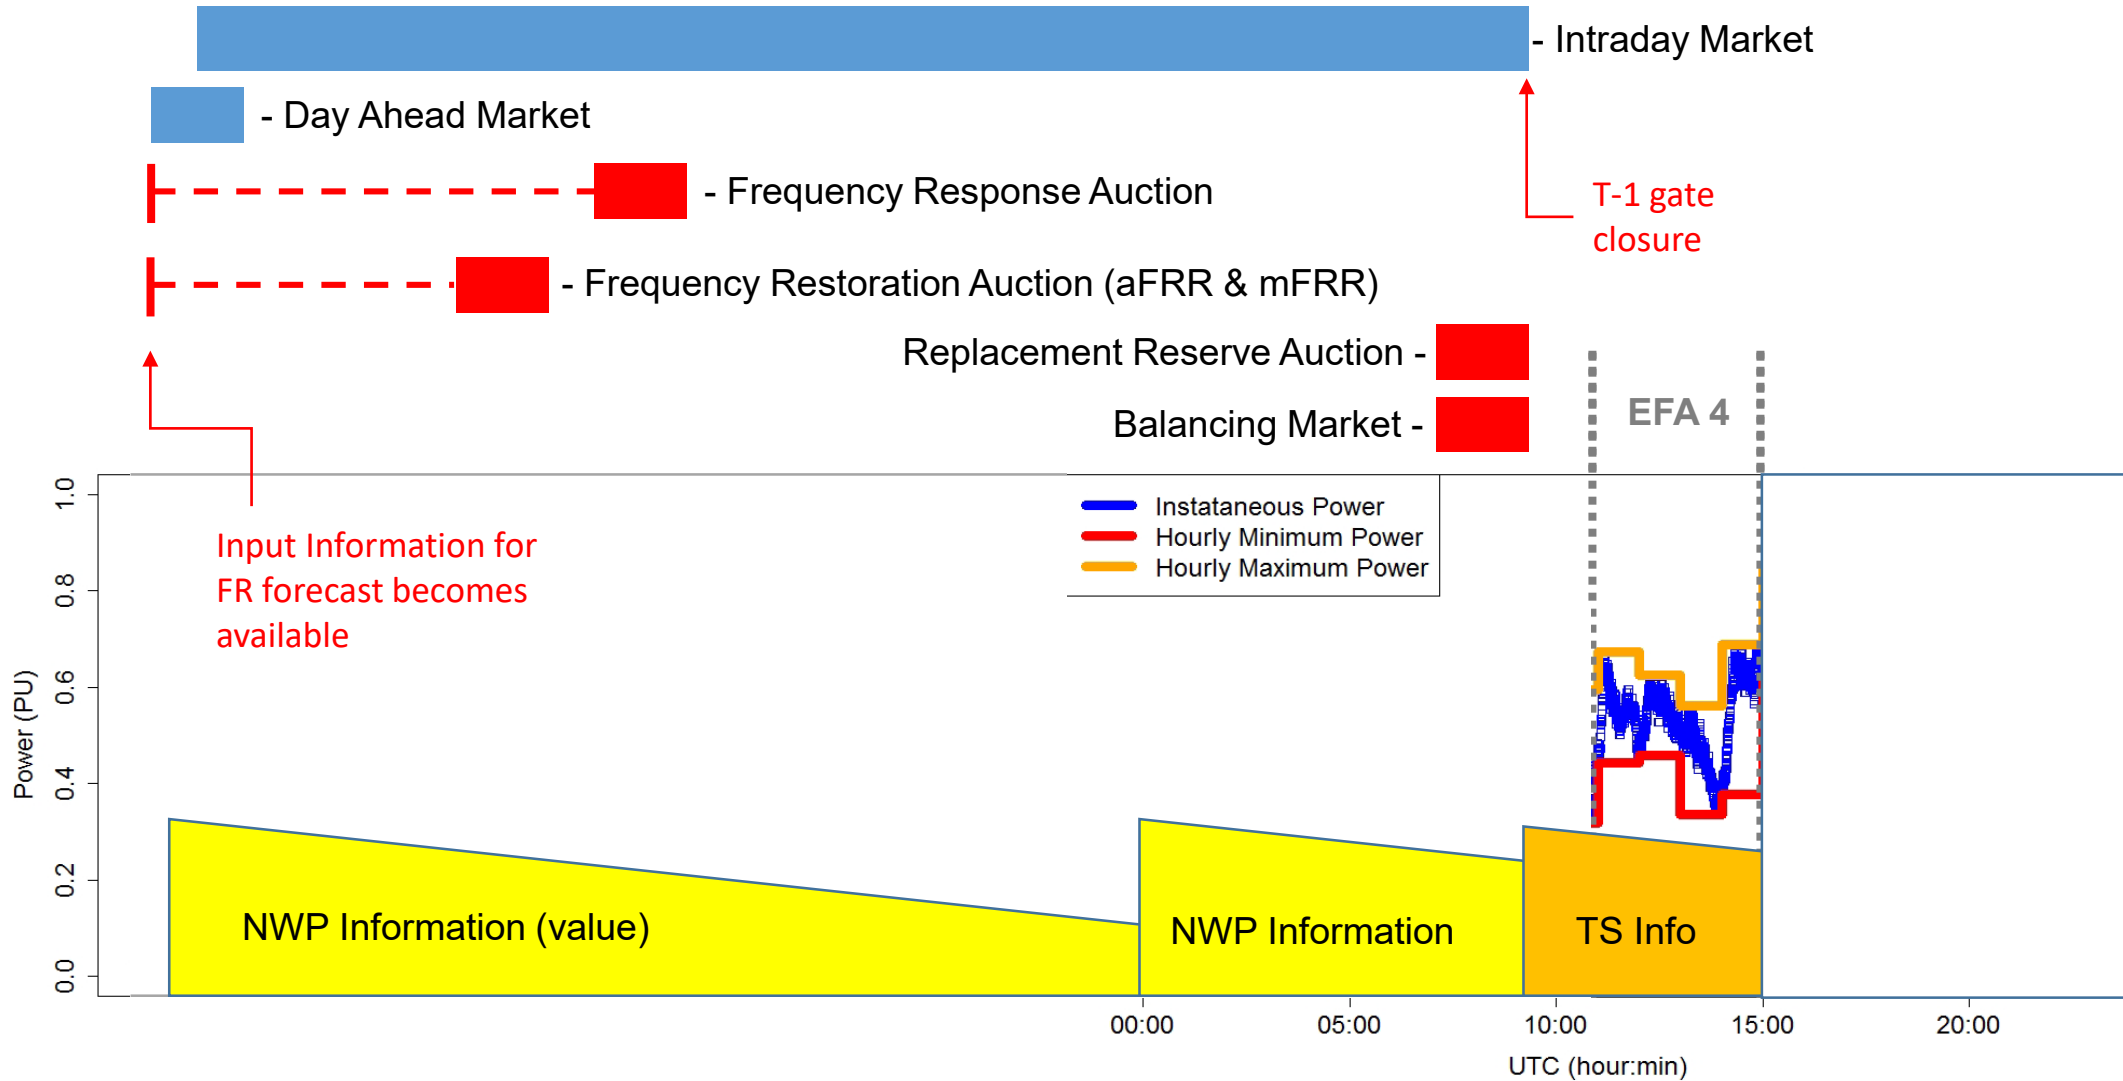 - Intraday Market
- Day Ahead Market
- Frequency Response Auction
T-1 gate
closure
- Frequency Restoration Auction (aFRR & mFRR)
Replacement Reserve Auction -
Balancing Market -
EFA 4
Instataneous Power
Hourly Minimum Power
Hourly Maximum Power
Input Information for
FR forecast becomes
available
Power (PU)
1.0
0.8
0.6
0.4
0.2
0.0
NWP Information (value)
NWP Information
TS Info
00:00
05:00
10:00
15:00
20:00
UTC (hour:min)